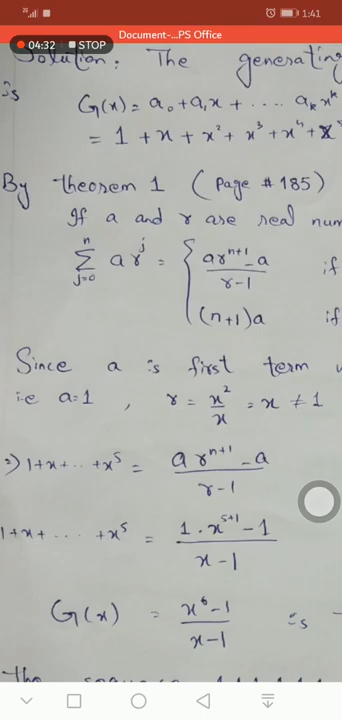 1:41
Document-...PS Office
04:32 STOP
Solution: The generating
is G(x) = a₀ + a₁x + .... aₖxᵏ
= 1 + x + x² + x³ + x⁴ + x⁵
By theorem 1 (Page # 185)
If a and r are real num
n
∑ arʲ = { (arⁿ⁺¹ - a)/(r-1) if
j=0
(n+1)a if
Since a is first term
i.e a=1, r = x²/x = x ≠ 1
=> 1+x+... +x⁵ = (arⁿ⁺¹ - a)/(r-1)
1+x+.... +x⁵ = (1·x⁵⁺¹ - 1)/(x-1)
G(x) = (x⁶-1)/(x-1) is
the